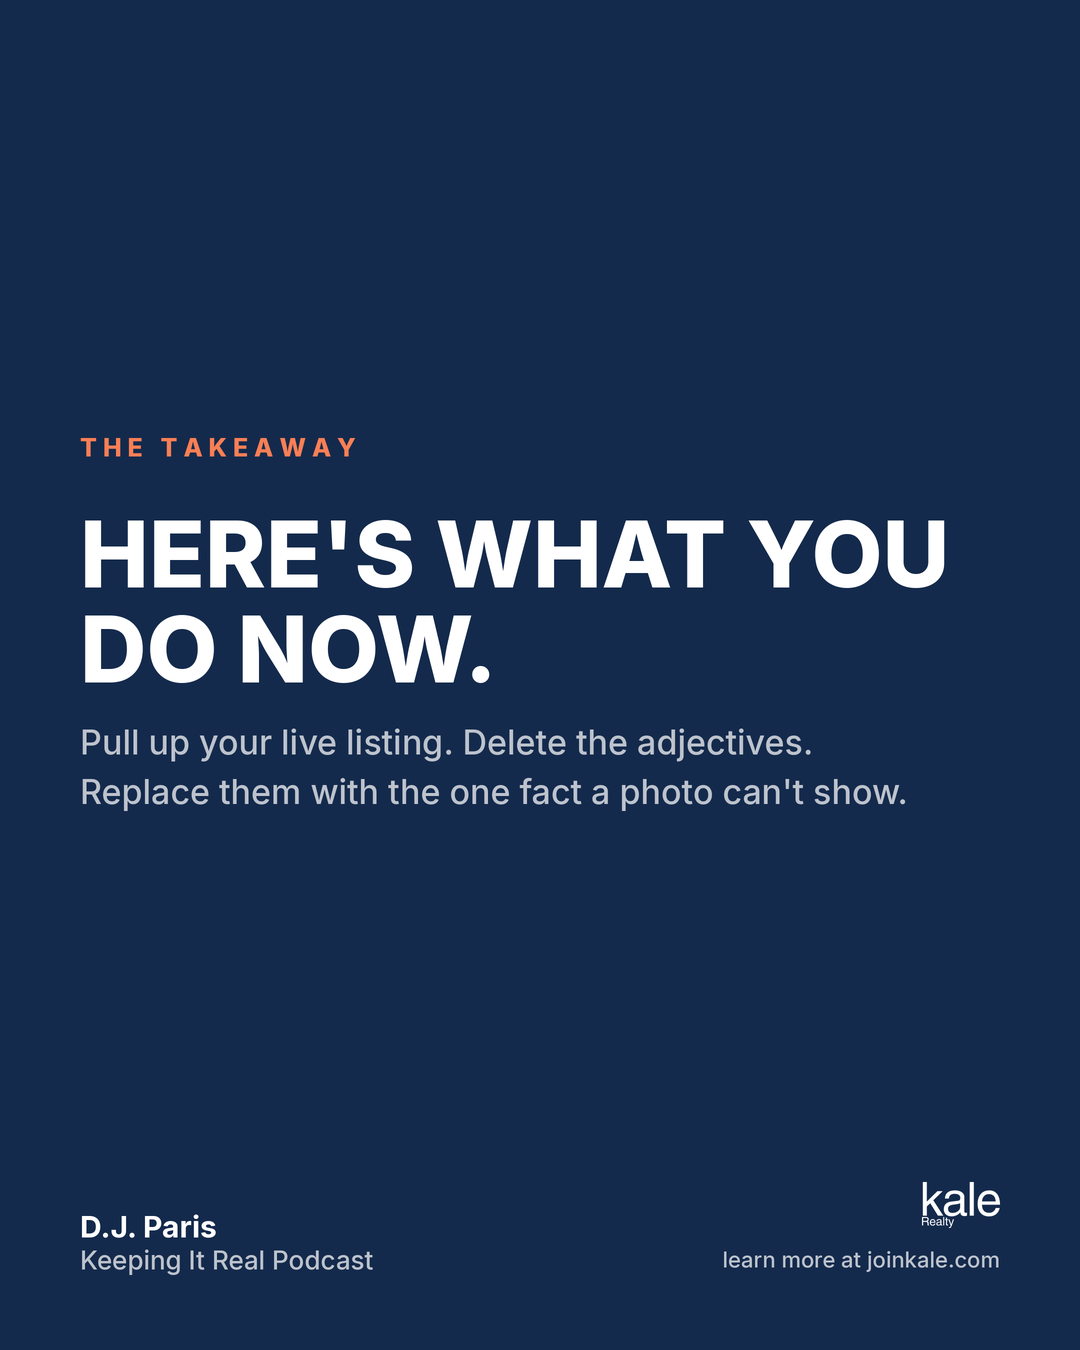 THE TAKEAWAY
HERE'S WHAT YOU
DO NOW.
Pull up your live listing. Delete the adjectives.
Replace them with the one fact a photo can't show.
D.J. Paris
Keeping It Real Podcast
kale
Realty
learn more at joinkale.com